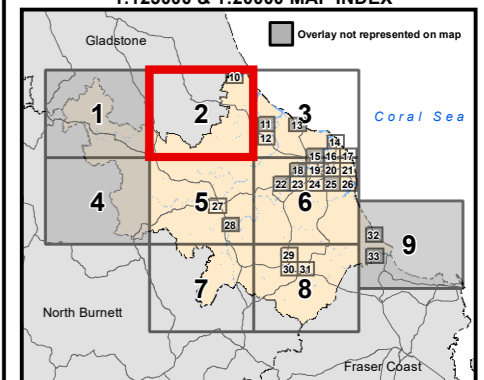 1:125000 & 1:20000 MAP INDEX
Gladstone
Overlay not represented on map
10
1
2
3
11
13
12
Coral Sea
14
15 16 17
18 19 20 21
22 23 24 25 26
4
5
27
6
28
32
9
33
29
30 31
7
8
North Burnett
Fraser Coast